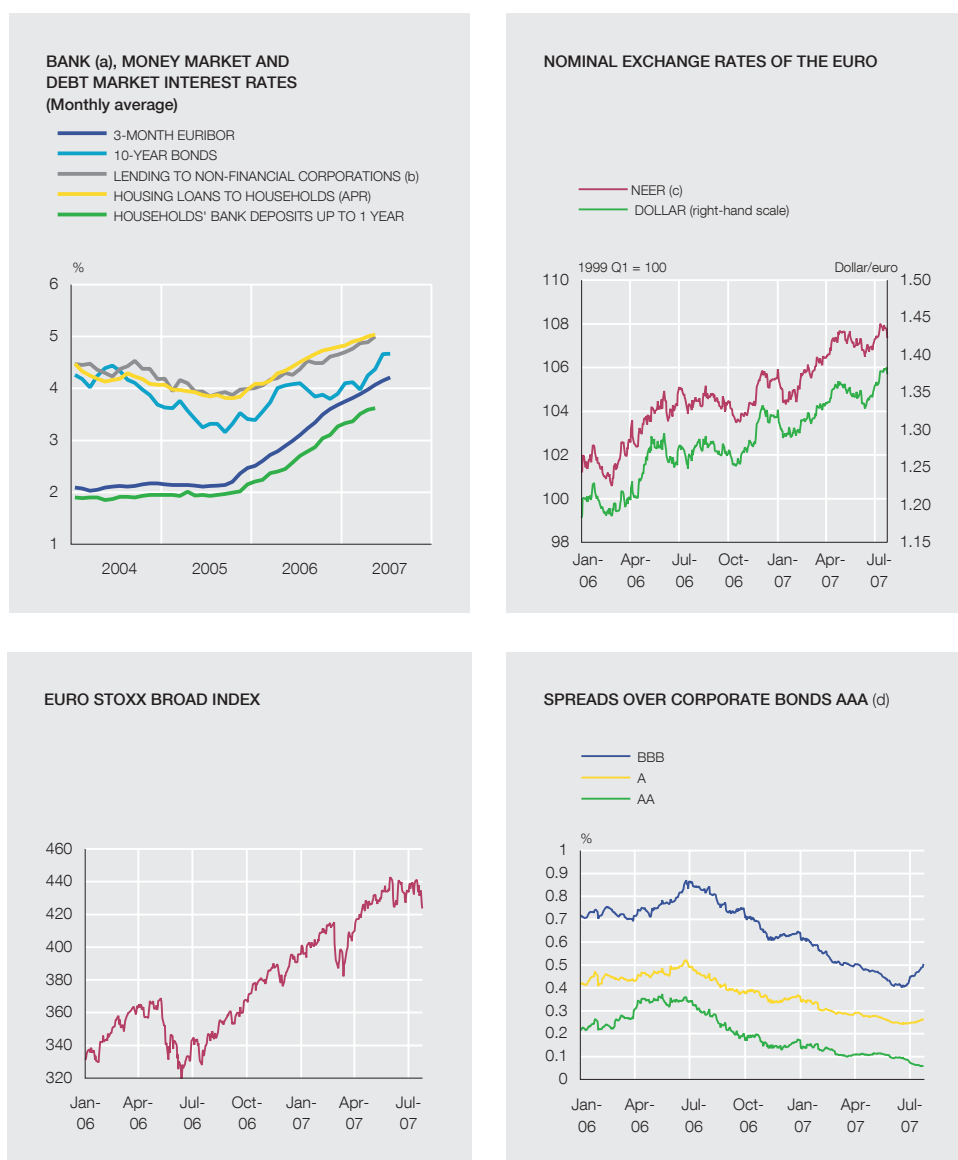 BANK (a), MONEY MARKET AND
DEBT MARKET INTEREST RATES
(Monthly average)
3-MONTH EURIBOR
10-YEAR BONDS
LENDING TO NON-FINANCIAL CORPORATIONS (b)
HOUSING LOANS TO HOUSEHOLDS (APR)
HOUSEHOLDS' BANK DEPOSITS UP TO 1 YEAR
%
6
5
4
3
2
1
2004 2005 2006 2007
NOMINAL EXCHANGE RATES OF THE EURO
NEER (c)
DOLLAR (right-hand scale)
1999 Q1 = 100 Dollar/euro
110 1.50
1.45
108
1.40
106
1.35
104
1.30
102
1.25
100
1.20
98 1.15
Jan- Apr- Jul- Oct- Jan- Apr- Jul-
06 06 06 06 07 07 07
EURO STOXX BROAD INDEX
460
440
420
400
380
360
340
320
Jan- Apr- Jul- Oct- Jan- Apr- Jul-
06 06 06 06 07 07 07
SPREADS OVER CORPORATE BONDS AAA (d)
BBB
A
AA
%
1
0.9
0.8
0.7
0.6
0.5
0.4
0.3
0.2
0.1
0
Jan- Apr- Jul- Oct- Jan- Apr- Jul-
06 06 06 06 07 07 07